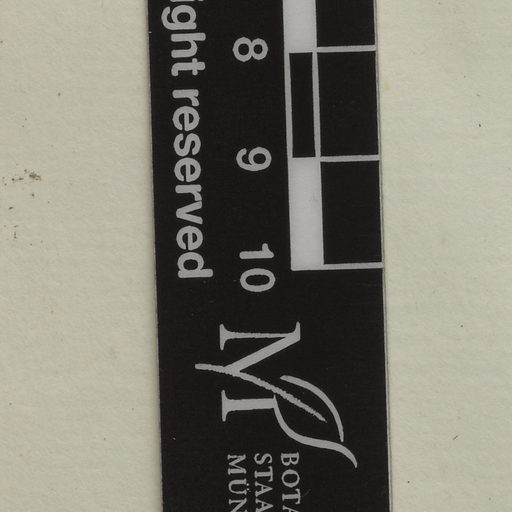 ight reserved
8 9 10
M
BOTA
STAA
MÜN